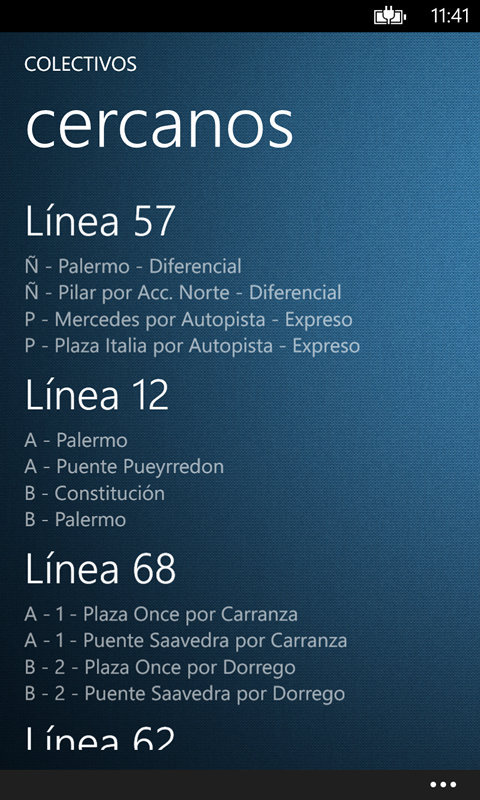 11:41
COLECTIVOS
cercanos
Línea 57
Ñ - Palermo - Diferencial
Ñ - Pilar por Acc. Norte - Diferencial
P - Mercedes por Autopista - Expreso
P - Plaza Italia por Autopista - Expreso
Línea 12
A - Palermo
A - Puente Pueyrredon
B - Constitución
B - Palermo
Línea 68
A - 1 - Plaza Once por Carranza
A - 1 - Puente Saavedra por Carranza
B - 2 - Plaza Once por Dorrego
B - 2 - Puente Saavedra por Dorrego
Línea 62